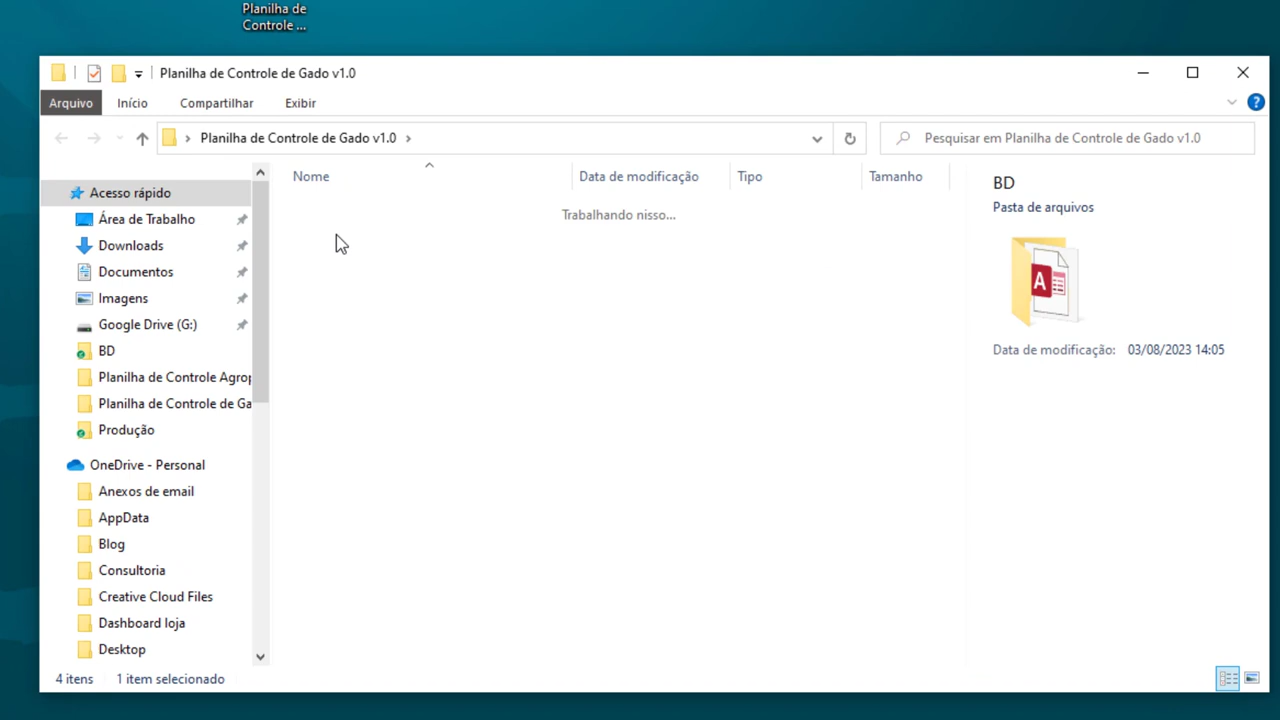 Planilha de
Controle ...
Planilha de Controle de Gado v1.0
Arquivo
Início
Compartilhar
Exibir
Planilha de Controle de Gado v1.0
Pesquisar em Planilha de Controle de Gado v1.0
Nome
Data de modificação
Tipo
Tamanho
Trabalhando nisso...
Acesso rápido
Área de Trabalho
Downloads
Documentos
Imagens
Google Drive (G:)
BD
Planilha de Controle Agrop
Planilha de Controle de Ga
Produção
OneDrive - Personal
Anexos de email
AppData
Blog
Consultoria
Creative Cloud Files
Dashboard loja
Desktop
BD
Pasta de arquivos
A
Data de modificação: 03/08/2023 14:05
4 itens
1 item selecionado